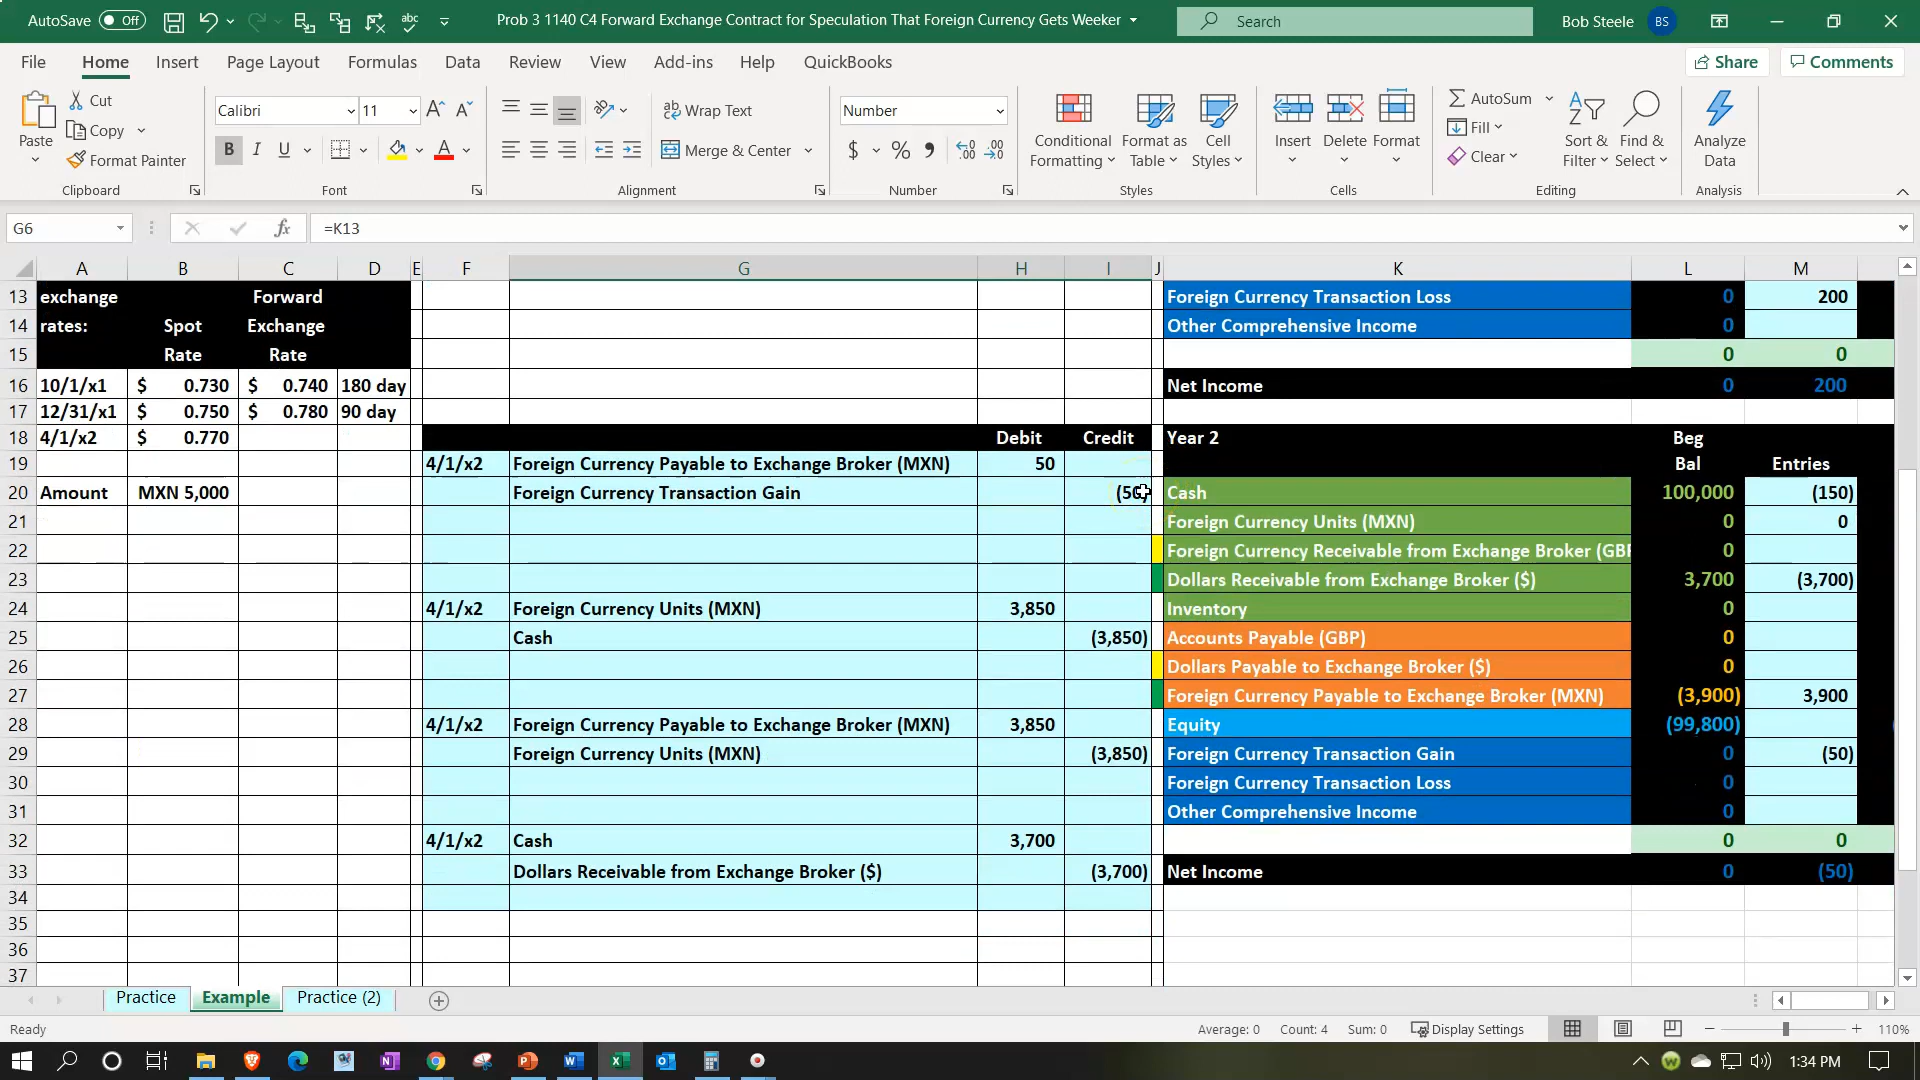 AutoSave Off
Prob 3 1140 C4 Forward Exchange Contract for Speculation That Foreign Currency Gets Weeker
Search
Bob Steele BS
File Home Insert Page Layout Formulas Data Review View Add-ins Help QuickBooks Share Comments
Paste Cut Copy Format Painter Clipboard
Calibri 11 B I U A Font
Wrap Text Merge & Center Alignment
Number $ % Number
Conditional Formatting Format as Table Cell Styles Styles
Insert Delete Format Cells
AutoSum Fill Clear Sort & Filter Find & Select Editing
Analyze Data Analysis
G6 fx =K13
A B C D E F G H I J K L M
13 exchange Forward Foreign Currency Transaction Loss 0 200
14 rates: Spot Exchange Other Comprehensive Income 0
15 Rate Rate 0 0
16 10/1/x1 $ 0.730 $ 0.740 180 day Net Income 0 200
17 12/31/x1 $ 0.750 $ 0.780 90 day
18 4/1/x2 $ 0.770 Debit Credit Year 2 Beg
19 4/1/x2 Foreign Currency Payable to Exchange Broker (MXN) 50 Bal Entries
20 Amount MXN 5,000 Foreign Currency Transaction Gain (50) Cash 100,000 (150)
21 Foreign Currency Units (MXN) 0 0
22 Foreign Currency Receivable from Exchange Broker (GBP 0
23 Dollars Receivable from Exchange Broker ($) 3,700 (3,700)
24 4/1/x2 Foreign Currency Units (MXN) 3,850 Inventory 0
25 Cash (3,850) Accounts Payable (GBP) 0
26 Dollars Payable to Exchange Broker ($) 0
27 Foreign Currency Payable to Exchange Broker (MXN) (3,900) 3,900
28 4/1/x2 Foreign Currency Payable to Exchange Broker (MXN) 3,850 Equity (99,800)
29 Foreign Currency Units (MXN) (3,850) Foreign Currency Transaction Gain 0 (50)
30 Foreign Currency Transaction Loss 0
31 Other Comprehensive Income 0
32 4/1/x2 Cash 3,700 0 0
33 Dollars Receivable from Exchange Broker ($) (3,700) Net Income 0 (50)
34
35
36
37
Practice Example Practice (2)
Ready Average: 0 Count: 4 Sum: 0 Display Settings 110%
1:34 PM